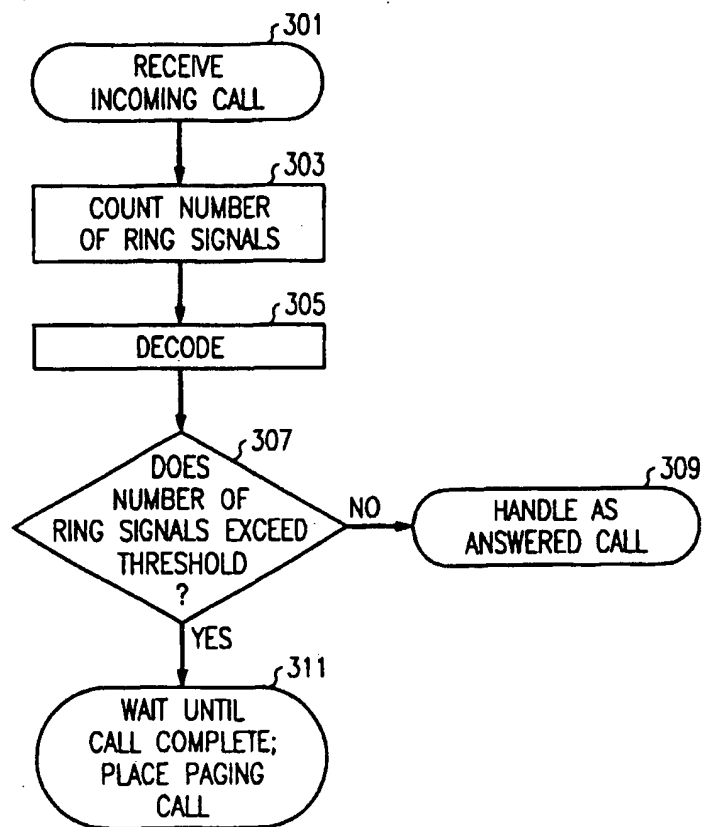 301
RECEIVE
INCOMING CALL
303
COUNT NUMBER
OF RING SIGNALS
305
DECODE
307
DOES
NUMBER OF
RING SIGNALS EXCEED
THRESHOLD
?
NO
309
HANDLE AS
ANSWERED CALL
YES
311
WAIT UNTIL
CALL COMPLETE;
PLACE PAGING
CALL